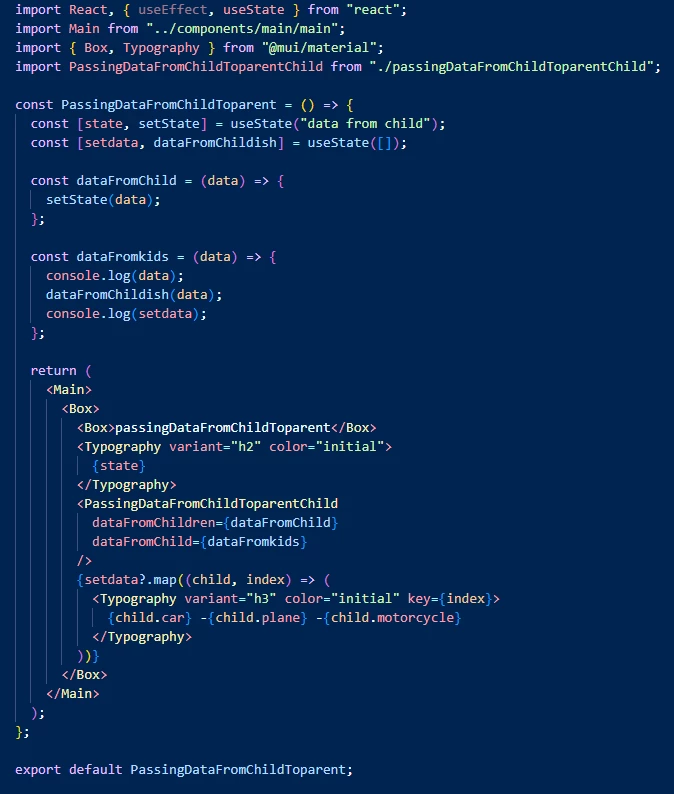 import React, { useEffect, useState } from "react";
import Main from "../components/main/main";
import { Box, Typography } from "@mui/material";
import PassingDataFromChildToparentChild from "./passingDataFromChildToparentChild";

const PassingDataFromChildToparent = () => {
  const [state, setState] = useState("data from child");
  const [setdata, dataFromChildish] = useState([]);

  const dataFromChild = (data) => {
    setState(data);
  };

  const dataFromkids = (data) => {
    console.log(data);
    dataFromChildish(data);
    console.log(setdata);
  };

  return (
    <Main>
      <Box>
        <Box>passingDataFromChildToparent</Box>
        <Typography variant="h2" color="initial">
          {state}
        </Typography>
        <PassingDataFromChildToparentChild
          dataFromChildren={dataFromChild}
          dataFromChild={dataFromkids}
        />
        {setdata?.map((child, index) => (
          <Typography variant="h3" color="initial" key={index}>
            {child.car} -{child.plane} -{child.motorcycle}
          </Typography>
        ))}
      </Box>
    </Main>
  );
};

export default PassingDataFromChildToparent;